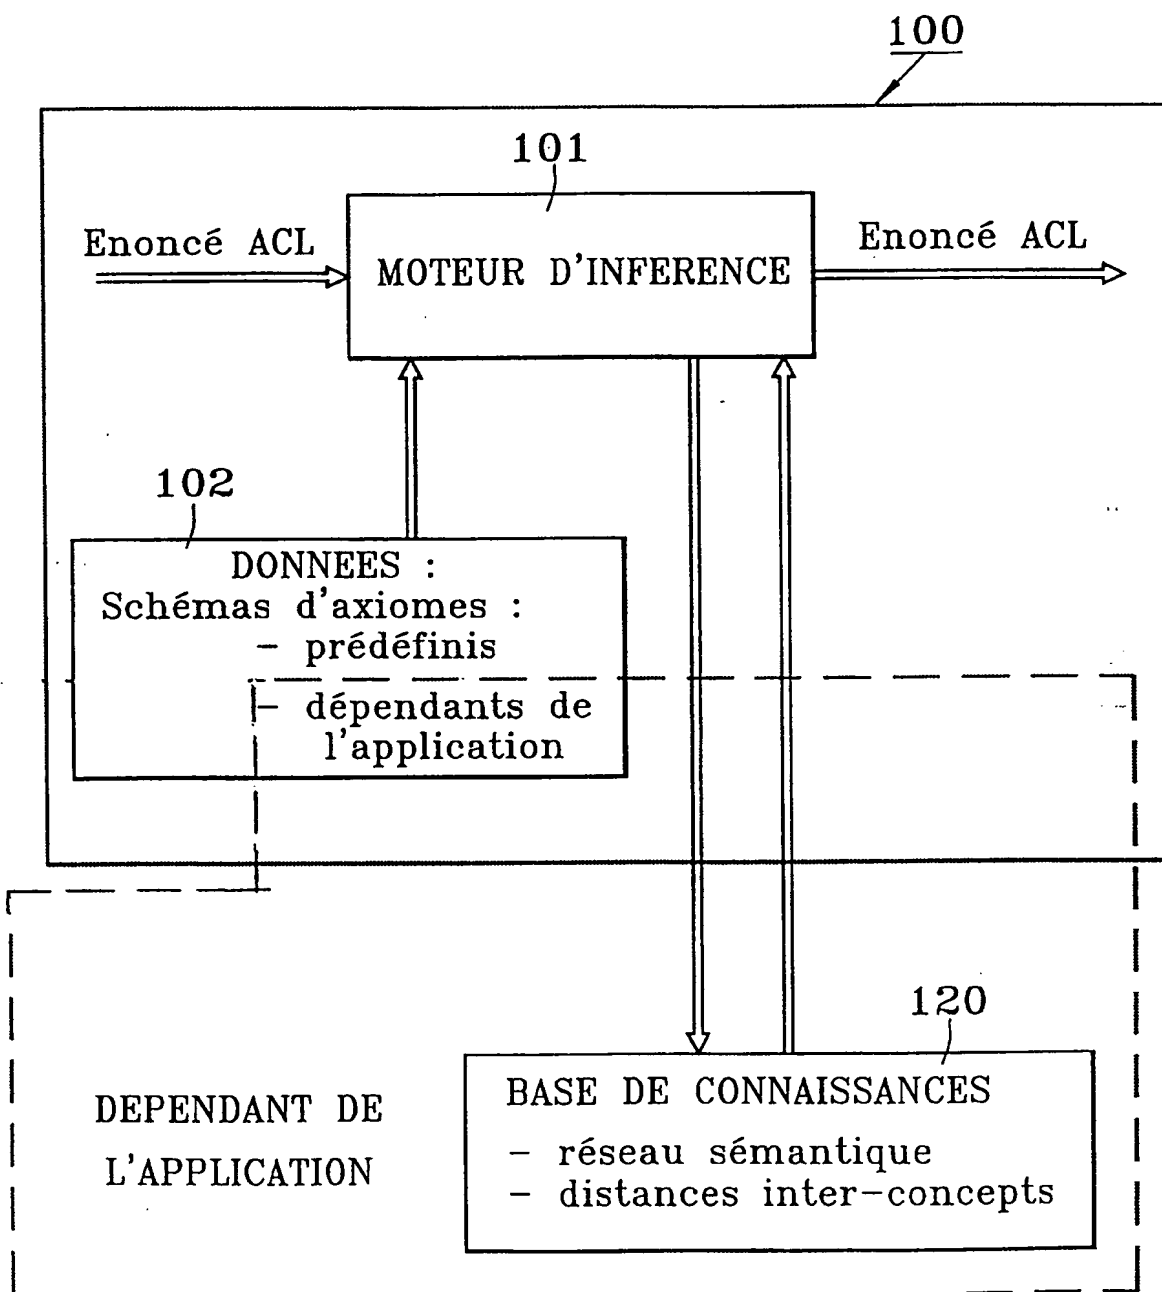 100
101
Enoncé ACL
MOTEUR D'INFERENCE
Enoncé ACL
102
DONNEES :
Schémas d'axiomes :
- prédéfinis
- dépendants de
l'application
120
DEPENDANT DE
L'APPLICATION
BASE DE CONNAISSANCES
- réseau sémantique
- distances inter-concepts